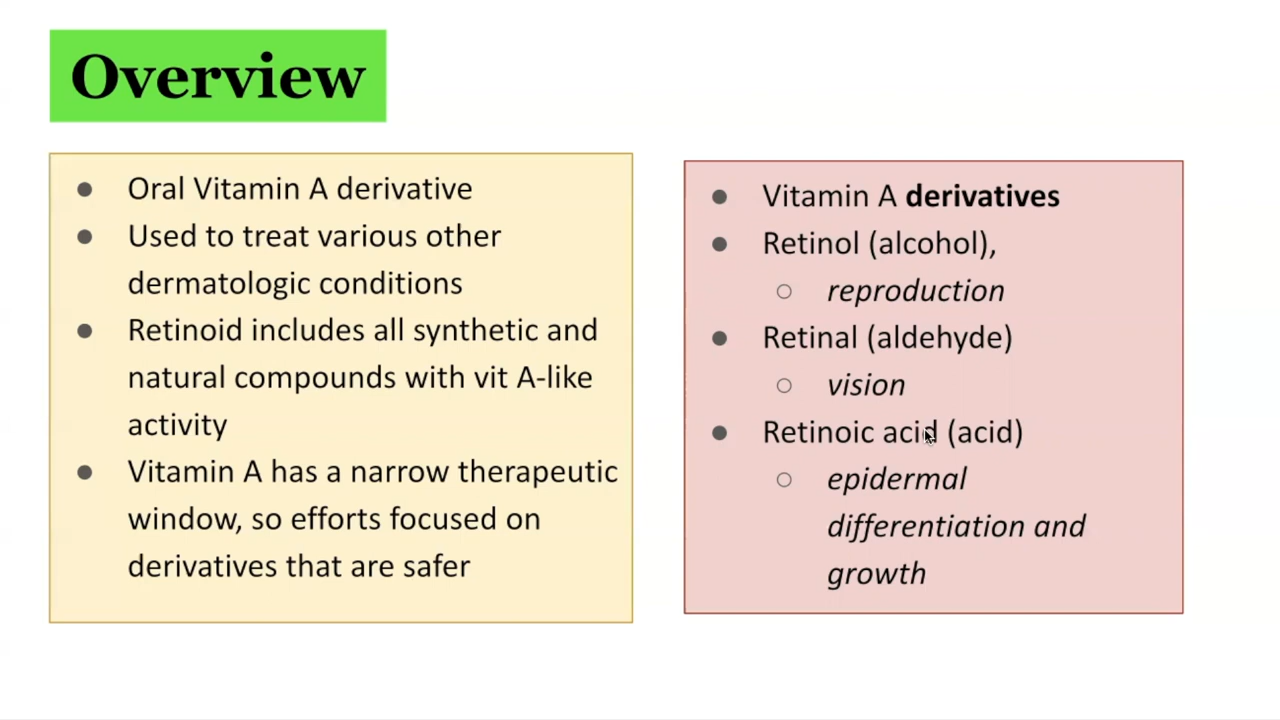 Overview
● Oral Vitamin A derivative
● Used to treat various other
dermatologic conditions
● Retinoid includes all synthetic and
natural compounds with vit A-like
activity
● Vitamin A has a narrow therapeutic
window, so efforts focused on
derivatives that are safer
● Vitamin A derivatives
● Retinol (alcohol),
○ reproduction
● Retinal (aldehyde)
○ vision
● Retinoic acid (acid)
○ epidermal
differentiation and
growth